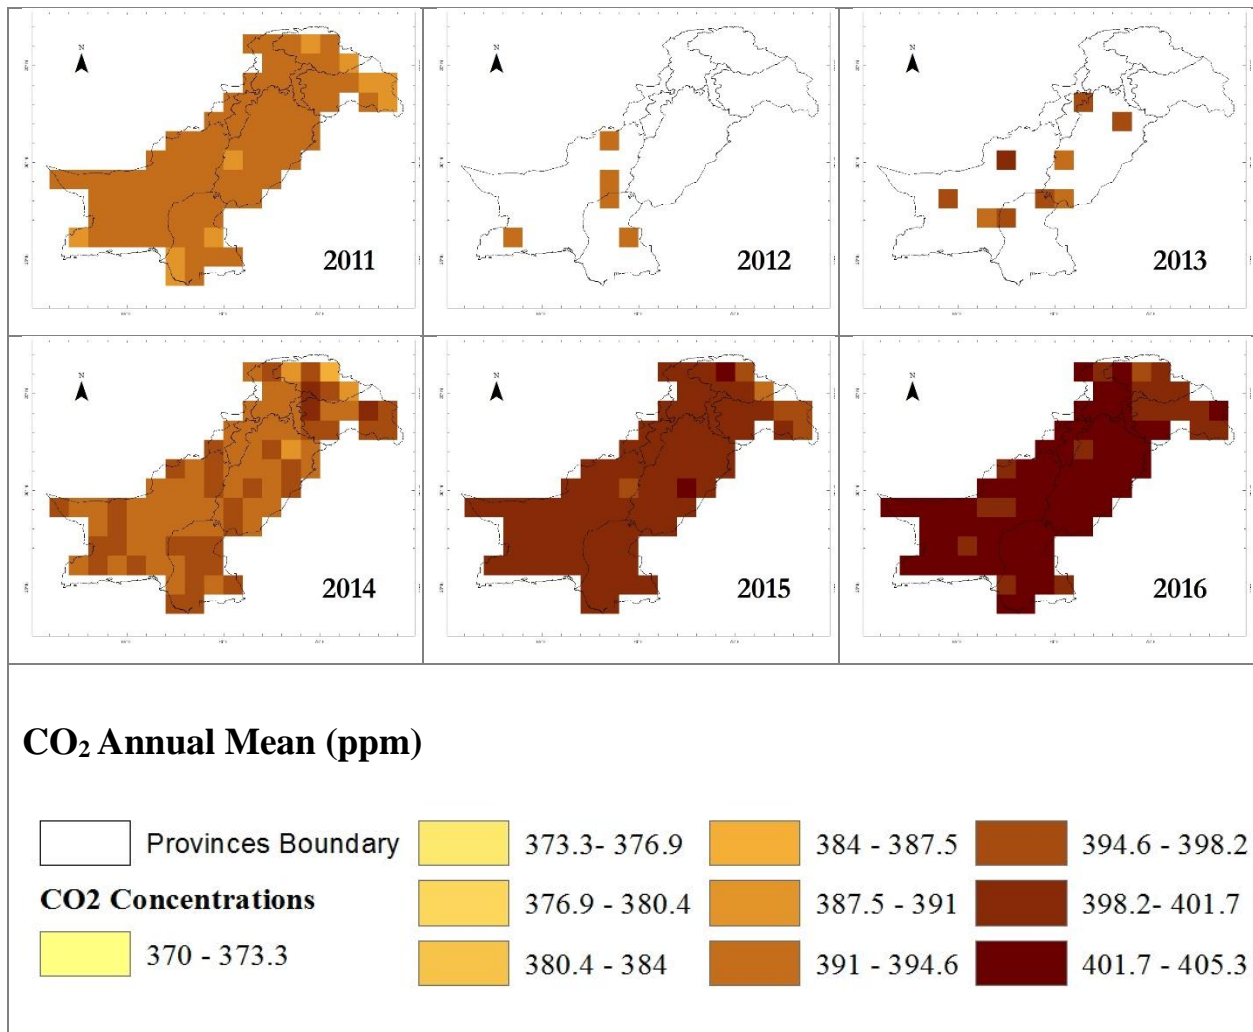 N
N
N
2011
2012
2013
N
N
N
2014
2015
2016
CO₂ Annual Mean (ppm)
Provinces Boundary
CO2 Concentrations
370 - 373.3
373.3- 376.9
376.9 - 380.4
380.4 - 384
384 - 387.5
387.5 - 391
391 - 394.6
394.6 - 398.2
398.2- 401.7
401.7 - 405.3